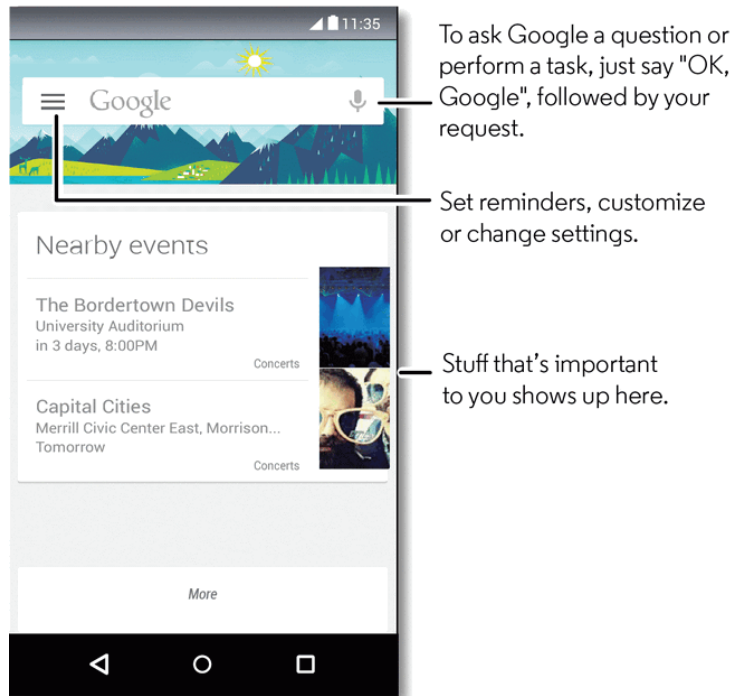 11:35
Google
To ask Google a question or
perform a task, just say "OK,
Google", followed by your
request.
Set reminders, customize
or change settings.
Nearby events
The Bordertown Devils
University Auditorium
in 3 days, 8:00PM
Concerts
Stuff that's important
to you shows up here.
Capital Cities
Merrill Civic Center East, Morrison...
Tomorrow
Concerts
More